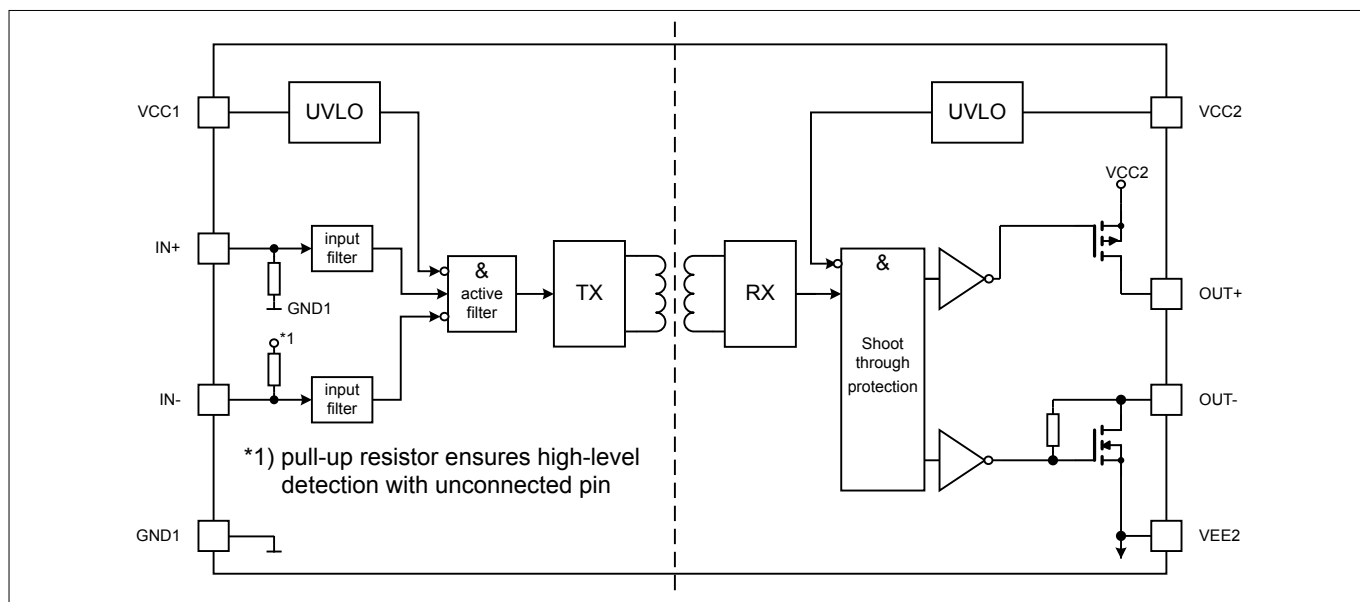 VCC1
UVLO
UVLO
VCC2
VCC2
IN+
input
filter
&
active
filter
TX
RX
&
Shoot
through
protection
OUT+
GND1
*1
IN-
input
filter
OUT-
*1) pull-up resistor ensures high-level
detection with unconnected pin
GND1
VEE2